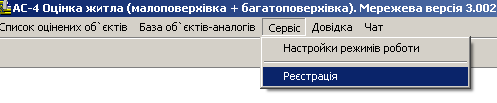 АС-4 Оцінка житла (малоповерхівка + багатоповерхівка). Мережева версія 3.002
Список оцінених об`єктів База об`єктів-аналогів Сервіс Довідка Чат
Настройки режимів роботи
Реєстрація